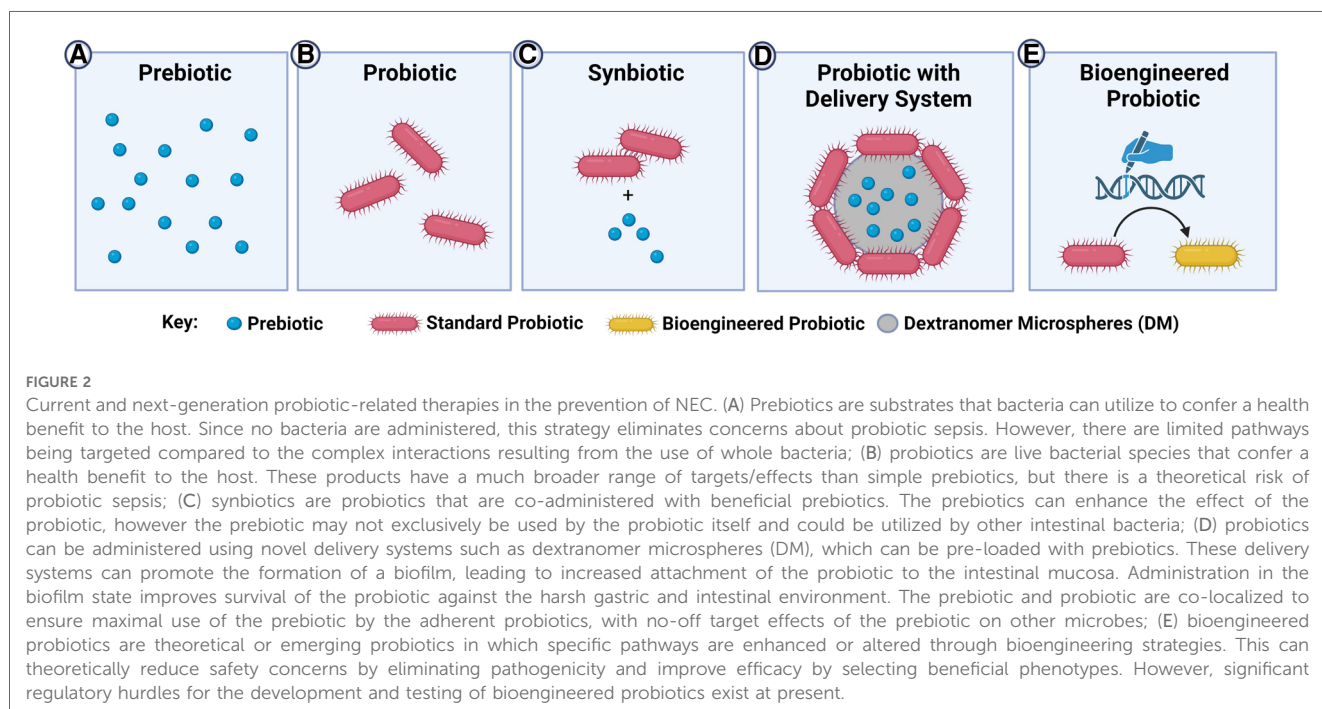 A
Prebiotic
B
Probiotic
C
Synbiotic
D
Probiotic with
Delivery System
E
Bioengineered
Probiotic
+
Key: Prebiotic Standard Probiotic Bioengineered Probiotic Dextranomer Microspheres (DM)
FIGURE 2
Current and next-generation probiotic-related therapies in the prevention of NEC. (A) Prebiotics are substrates that bacteria can utilize to confer a health
benefit to the host. Since no bacteria are administered, this strategy eliminates concerns about probiotic sepsis. However, there are limited pathways
being targeted compared to the complex interactions resulting from the use of whole bacteria; (B) probiotics are live bacterial species that confer a
health benefit to the host. These products have a much broader range of targets/effects than simple prebiotics, but there is a theoretical risk of
probiotic sepsis; (C) synbiotics are probiotics that are co-administered with beneficial prebiotics. The prebiotics can enhance the effect of the
probiotic, however the prebiotic may not exclusively be used by the probiotic itself and could be utilized by other intestinal bacteria; (D) probiotics
can be administered using novel delivery systems such as dextranomer microspheres (DM), which can be pre-loaded with prebiotics. These delivery
systems can promote the formation of a biofilm, leading to increased attachment of the probiotic to the intestinal mucosa. Administration in the
biofilm state improves survival of the probiotic against the harsh gastric and intestinal environment. The prebiotic and probiotic are co-localized to
ensure maximal use of the prebiotic by the adherent probiotics, with no-off target effects of the prebiotic on other microbes; (E) bioengineered
probiotics are theoretical or emerging probiotics in which specific pathways are enhanced or altered through bioengineering strategies. This can
theoretically reduce safety concerns by eliminating pathogenicity and improve efficacy by selecting beneficial phenotypes. However, significant
regulatory hurdles for the development and testing of bioengineered probiotics exist at present.